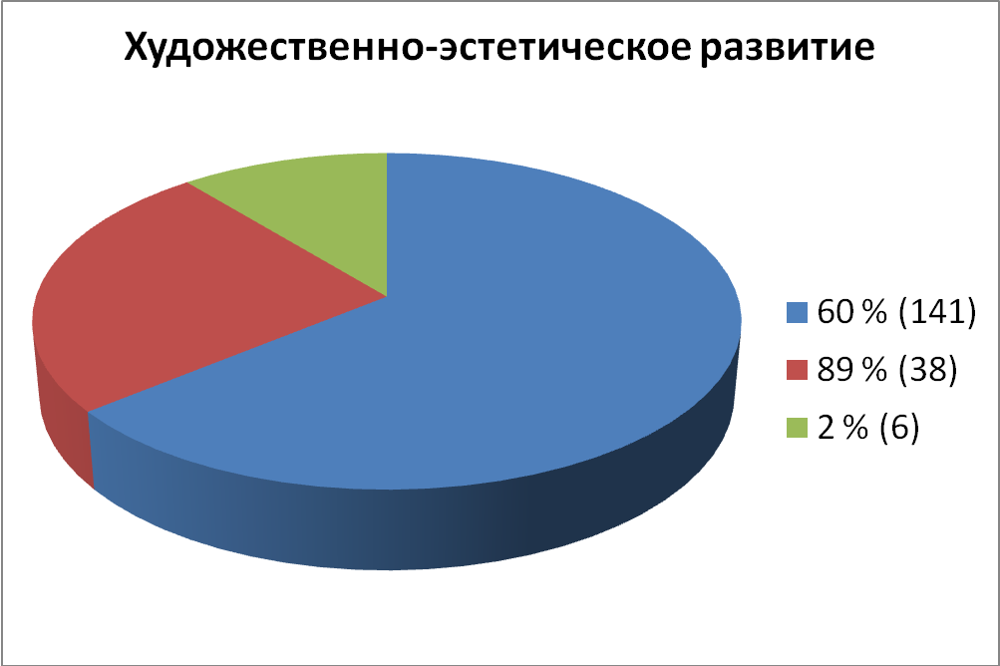 Художественно-эстетическое развитие
60 % (141)
89 % (38)
2 % (6)